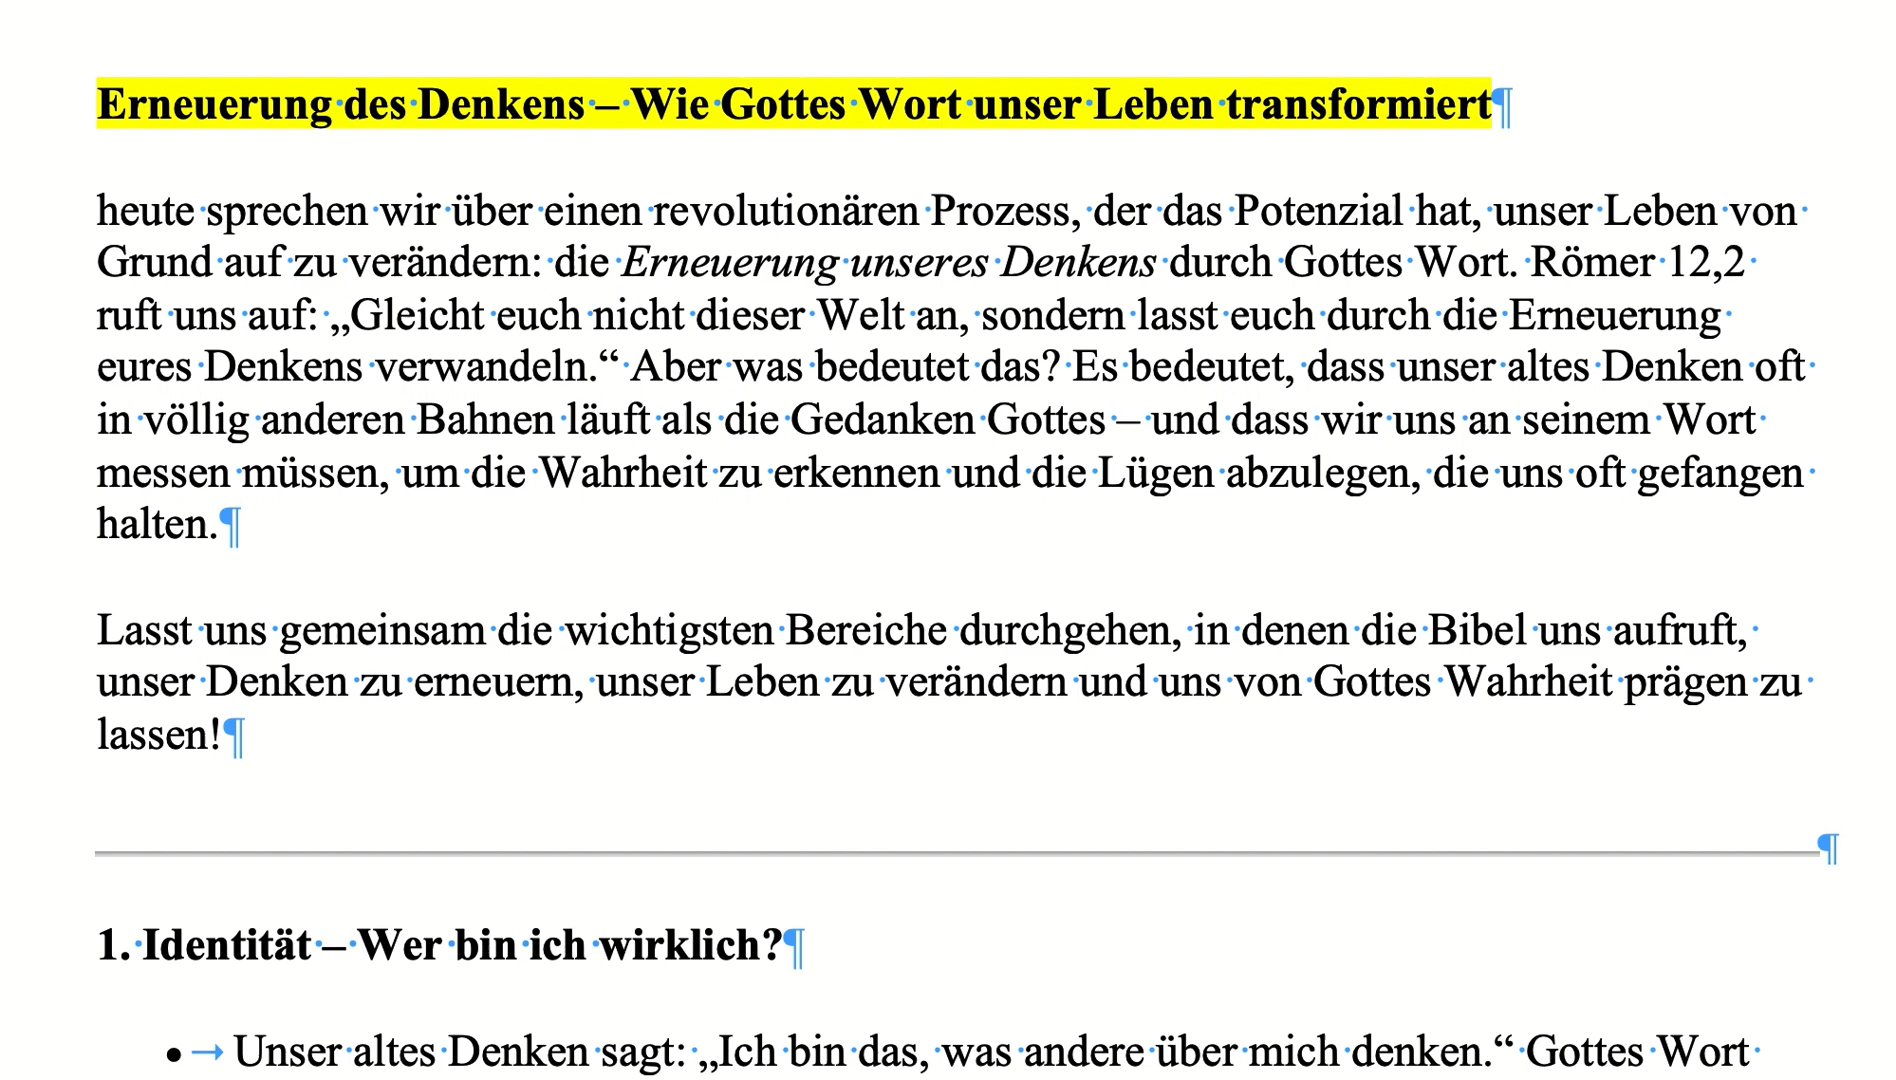 Erneuerung des Denkens – Wie Gottes Wort unser Leben transformiert¶
heute sprechen wir über einen revolutionären Prozess, der das Potenzial hat, unser Leben von
Grund auf zu verändern: die Erneuerung unseres Denkens durch Gottes Wort. Römer 12,2
ruft uns auf: „Gleicht euch nicht dieser Welt an, sondern lasst euch durch die Erneuerung
eures Denkens verwandeln.“ Aber was bedeutet das? Es bedeutet, dass unser altes Denken oft
in völlig anderen Bahnen läuft als die Gedanken Gottes – und dass wir uns an seinem Wort
messen müssen, um die Wahrheit zu erkennen und die Lügen abzulegen, die uns oft gefangen
halten.¶
Lasst uns gemeinsam die wichtigsten Bereiche durchgehen, in denen die Bibel uns aufruft,
unser Denken zu erneuern, unser Leben zu verändern und uns von Gottes Wahrheit prägen zu
lassen!¶
¶
1. Identität – Wer bin ich wirklich?¶
• → Unser altes Denken sagt: „Ich bin das, was andere über mich denken.“ Gottes Wort